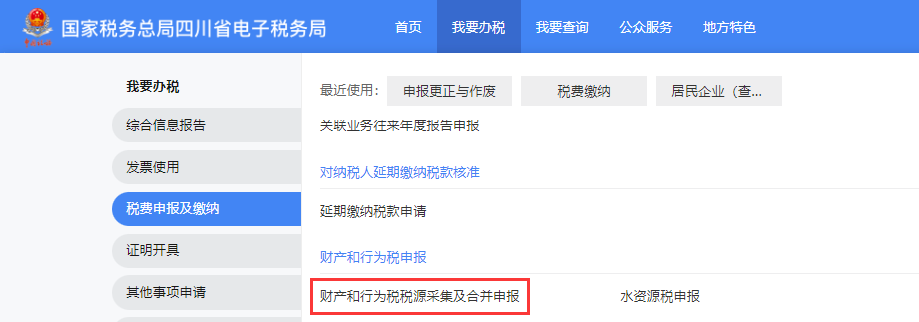 国家税务总局四川省电子税务局
首页 我要办税 我要查询 公众服务 地方特色
我要办税
综合信息报告
发票使用
税费申报及缴纳
证明开具
其他事项申请
最近使用: 申报更正与作废 税费缴纳 居民企业（查...
关联业务往来年度报告申报
对纳税人延期缴纳税款核准
延期缴纳税款申请
财产和行为税申报
财产和行为税税源采集及合并申报 水资源税申报